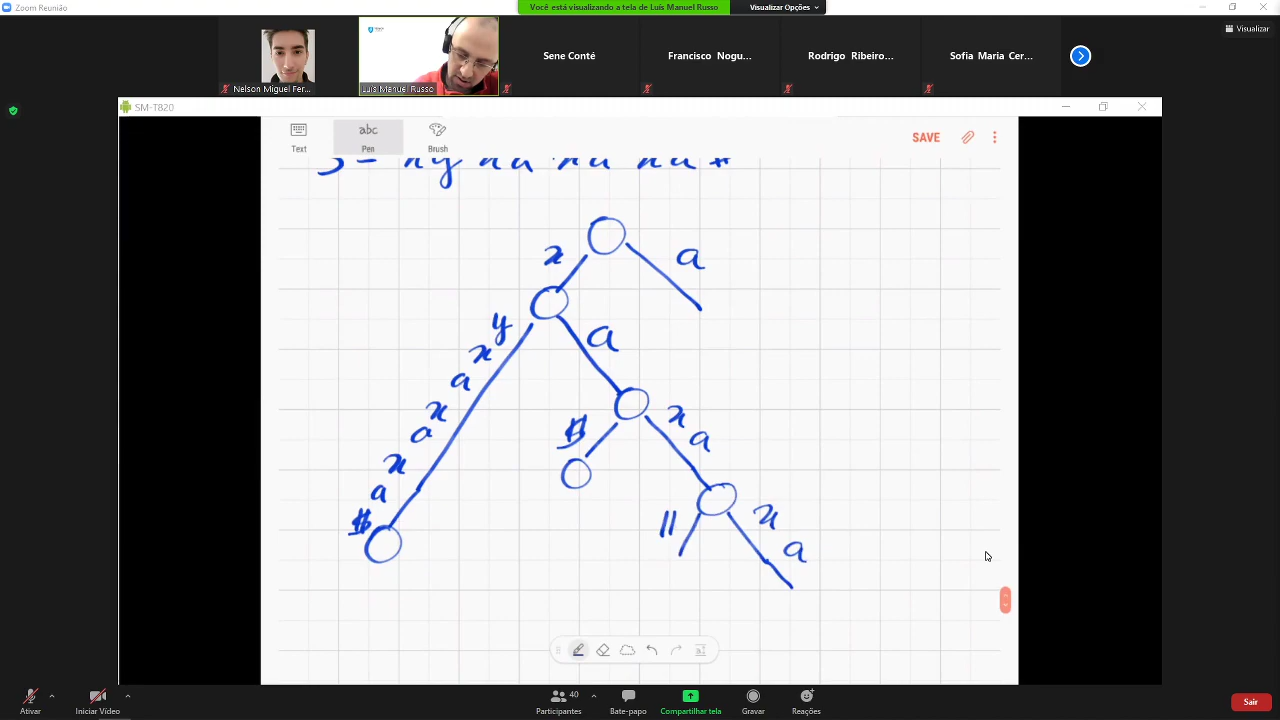 Zoom Reunião
Você está visualizando a tela de Luís Manuel Russo
Visualizar Opções
Visualizar
Nelson Miguel Fer...
Luís Manuel Russo
Sene Conté
Francisco Nogu...
Rodrigo Ribeiro...
Sofia Maria Cer...
SM-T820
Text
abc
Pen
Brush
SAVE
x
a
y
x
a
x
a
x
a
$
a
$
x
a
x
a
Ativar
Iniciar Vídeo
Participantes
40
Bate-papo
Compartilhar tela
Gravar
Reações
Sair